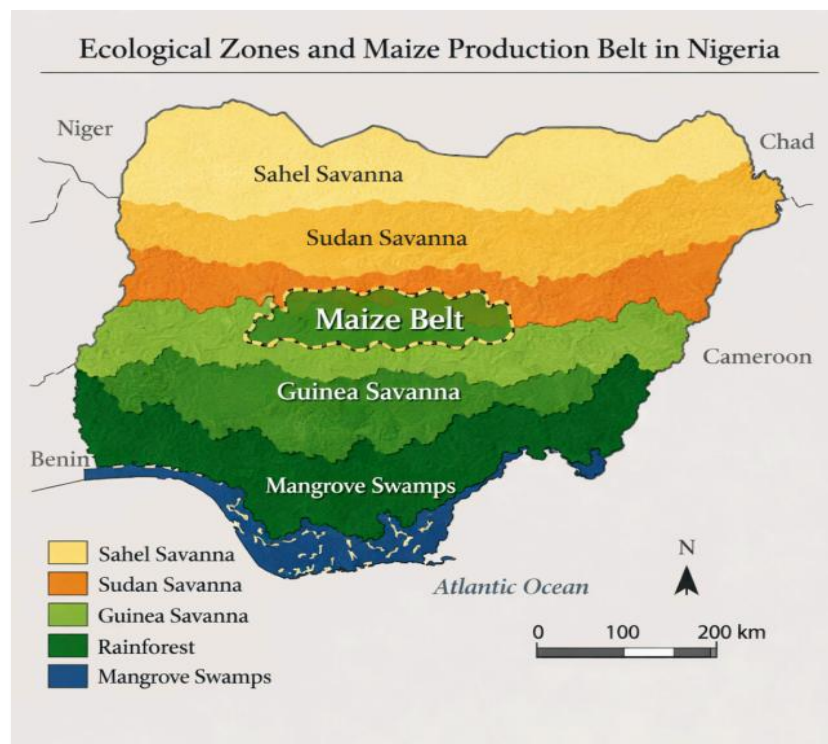 Ecological Zones and Maize Production Belt in Nigeria
Niger
Chad
Sahel Savanna
Sudan Savanna
Maize Belt
Cameroon
Guinea Savanna
Benin
Mangrove Swamps
Sahel Savanna
Sudan Savanna
Guinea Savanna
Rainforest
Mangrove Swamps
Atlantic Ocean
N
0 100 200 km